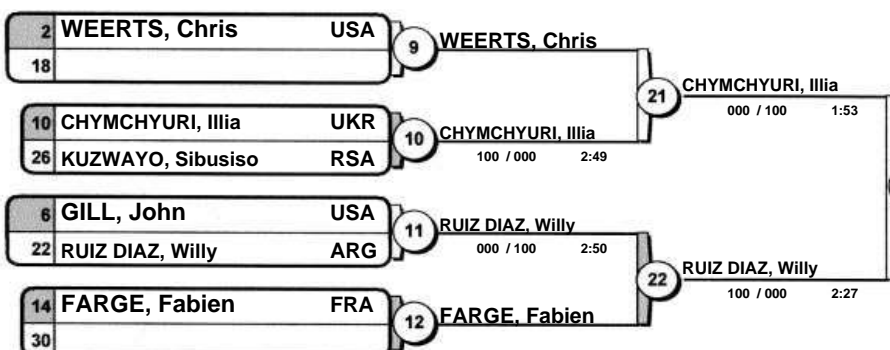 2 WEERTS, Chris USA
18
9 WEERTS, Chris
10 CHYMCHYURI, Illia UKR
26 KUZWAYO, Sibusiso RSA
10 CHYMCHYURI, Illia
100 / 000 2:49
21 CHYMCHYURI, Illia
000 / 100 1:53
6 GILL, John USA
22 RUIZ DIAZ, Willy ARG
11 RUIZ DIAZ, Willy
000 / 100 2:50
14 FARGE, Fabien FRA
30
12 FARGE, Fabien
22 RUIZ DIAZ, Willy
100 / 000 2:27